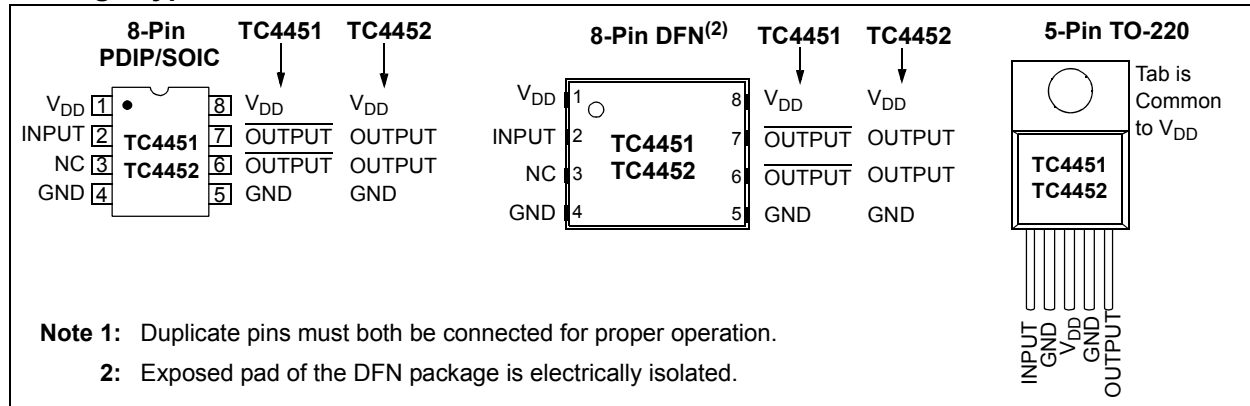 8-Pin PDIP/SOIC
TC4451
TC4452
VDD 1
INPUT 2
NC 3
GND 4
TC4451
TC4452
8 VDD VDD
7 OUTPUT OUTPUT
6 OUTPUT OUTPUT
5 GND GND
8-Pin DFN(2)
TC4451
TC4452
VDD 1
INPUT 2
NC 3
GND 4
TC4451
TC4452
8 VDD VDD
7 OUTPUT OUTPUT
6 OUTPUT OUTPUT
5 GND GND
5-Pin TO-220
Tab is
Common
to VDD
TC4451
TC4452
INPUT
GND
VDD
GND
OUTPUT
Note 1: Duplicate pins must both be connected for proper operation.
2: Exposed pad of the DFN package is electrically isolated.